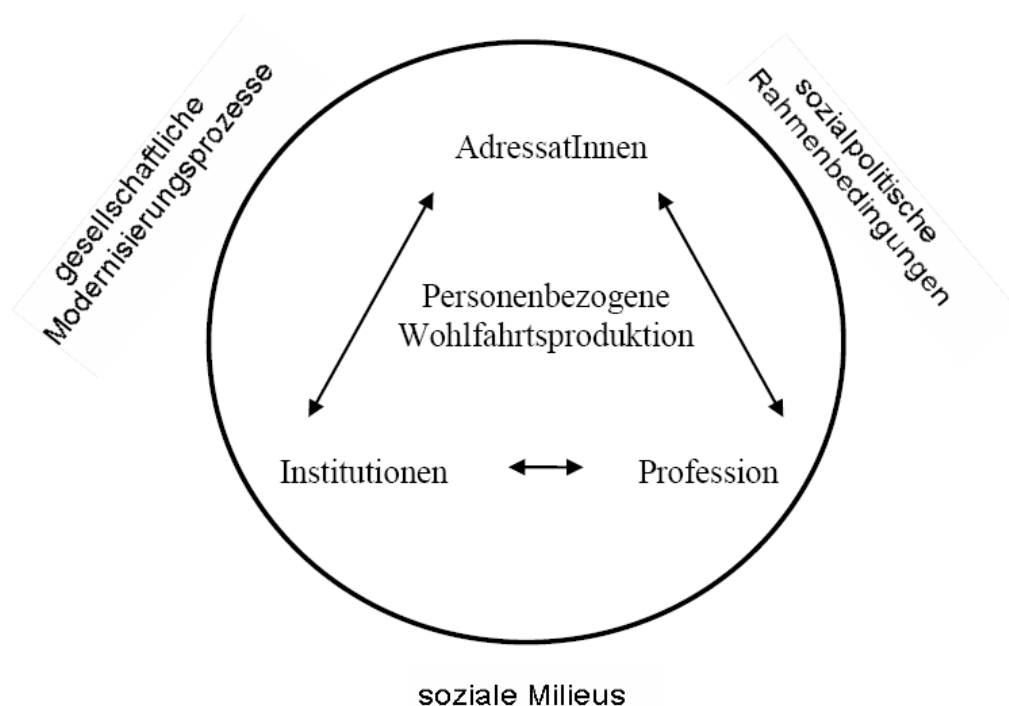 gesellschaftliche
Modernisierungsprozesse
sozialpolitische
Rahmenbedingungen
AdressatInnen
Personenbezogene
Wohlfahrtsproduktion
Institutionen
Profession
soziale Milieus